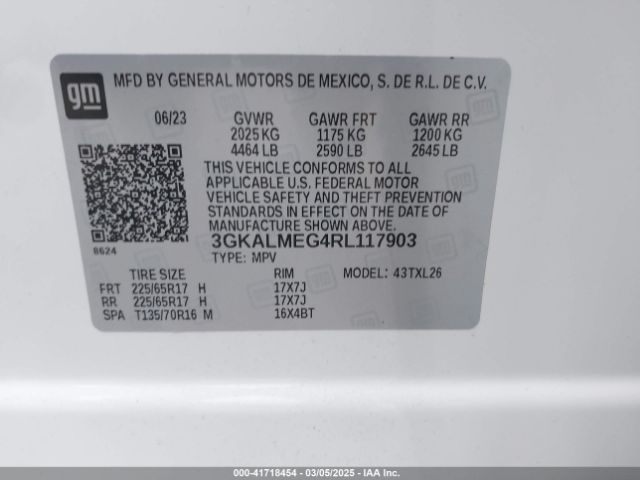 gm MFD BY GENERAL MOTORS DE MEXICO, S. DE R.L. DE C.V.
06/23 GVWR GAWR FRT GAWR RR
2025 KG 1175 KG 1200 KG
4464 LB 2590 LB 2645 LB
THIS VEHICLE CONFORMS TO ALL
APPLICABLE U.S. FEDERAL MOTOR
VEHICLE SAFETY AND THEFT PREVENTION
STANDARDS IN EFFECT ON THE DATE OF
MANUFACTURE SHOWN ABOVE.
8624 3GKALMEG4RL117903
TYPE: MPV MODEL: 43TXL26
TIRE SIZE RIM
FRT 225/65R17 H 17X7J
RR 225/65R17 H 17X7J
SPA T135/70R16 M 16X4BT
000-41718454 - 03/05/2025 - IAA Inc.